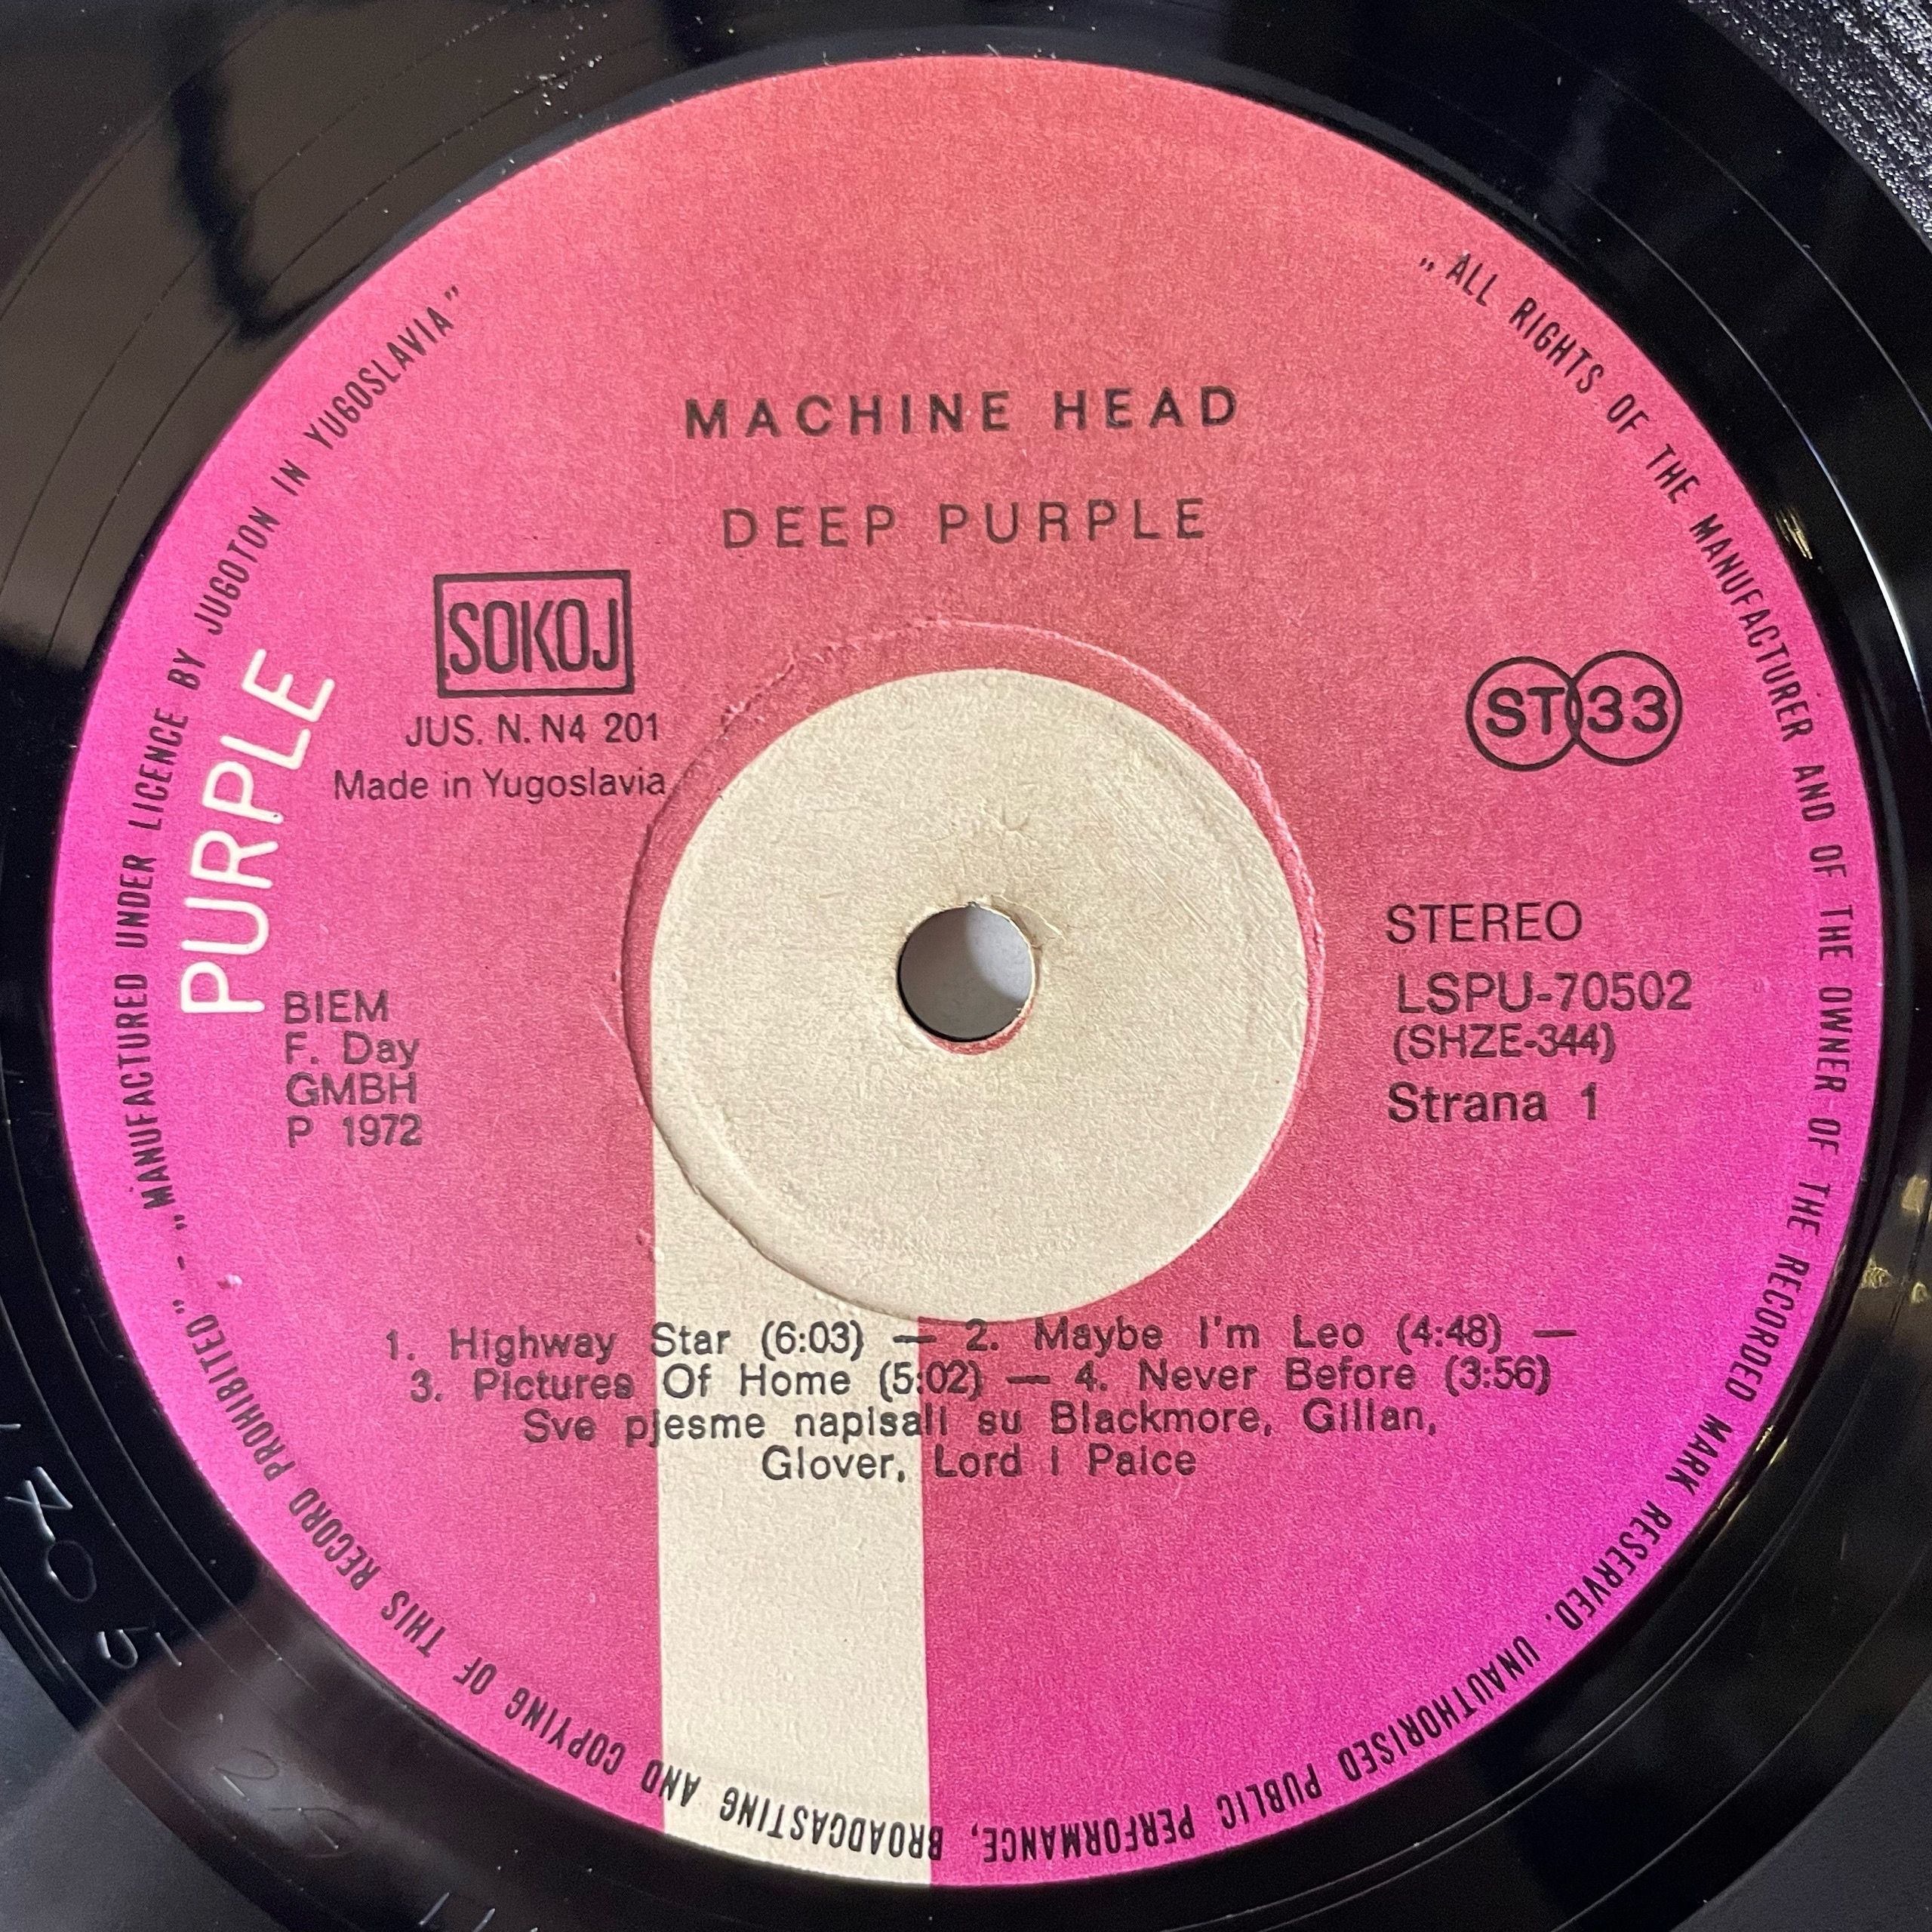 MACHINE HEAD
DEEP PURPLE
SOKOJ
JUS. N. N4 201
Made in Yugoslavia
PURPLE
ST 33
BIEM
F. Day
GMBH
P 1972
STEREO
LSPU-70502
(SHZE-344)
Strana 1
1. Highway Star (6:03) — 2. Maybe I'm Leo (4:48) —
3. Pictures Of Home (5:02) — 4. Never Before (3:56)
Sve pjesme napisali su Blackmore, Gillan,
Glover, Lord i Paice
„ALL RIGHTS OF THE MANUFACTURER AND OF THE OWNER OF THE RECORDED MARK RESERVED. UNAUTHORISED PUBLIC PERFORMANCE, BROADCASTING AND COPYING OF THIS RECORD PROHIBITED" - „MANUFACTURED UNDER LICENCE BY JUGOTON IN YUGOSLAVIA"